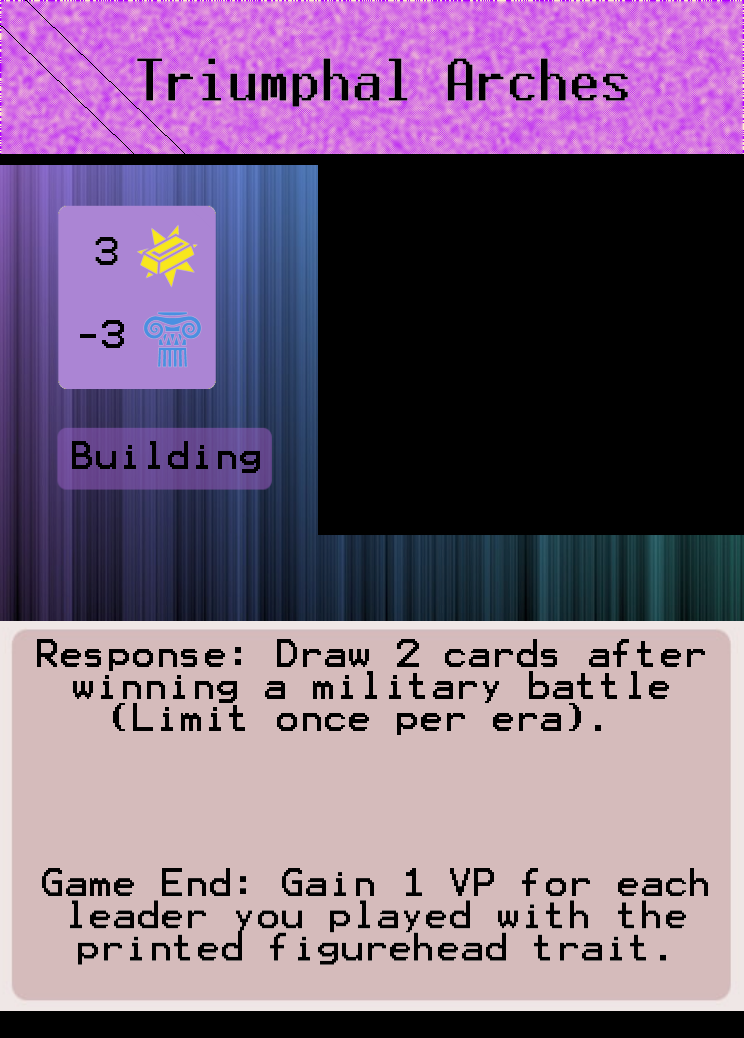 Triumphal Arches
3
-3
Building
Response: Draw 2 cards after
winning a military battle
(Limit once per era).
Game End: Gain 1 VP for each
leader you played with the
printed figurehead trait.